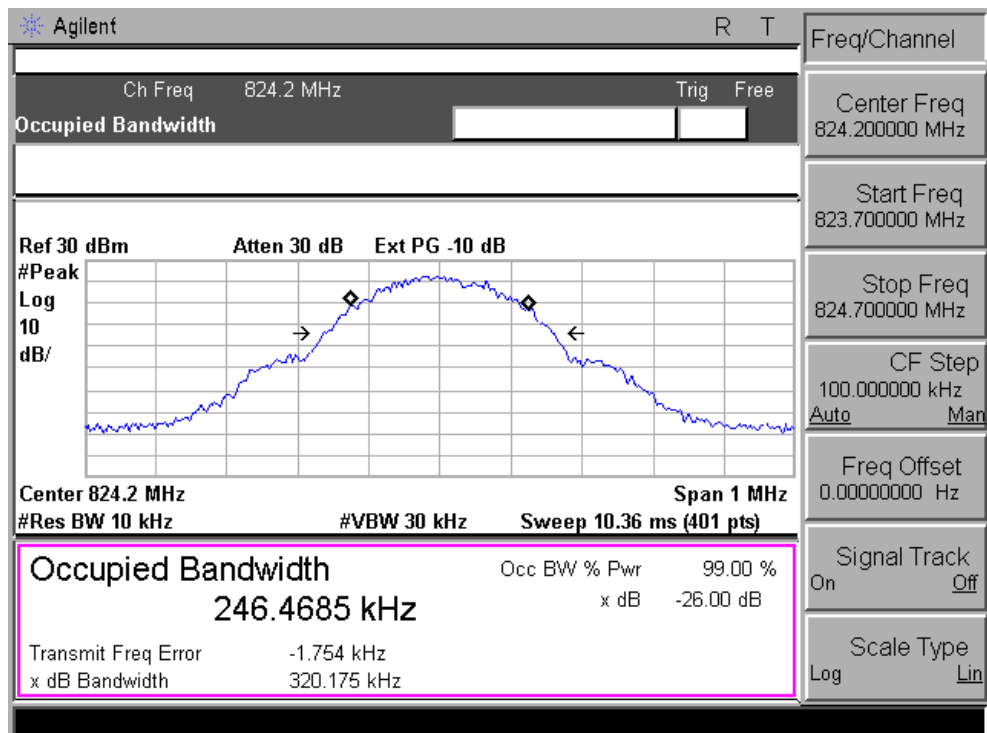 Agilent R T
Ch Freq 824.2 MHz Trig Free
Occupied Bandwidth
Ref 30 dBm Atten 30 dB Ext PG -10 dB
#Peak
Log
10
dB/
Center 824.2 MHz Span 1 MHz
#Res BW 10 kHz #VBW 30 kHz Sweep 10.36 ms (401 pts)
Occupied Bandwidth Occ BW % Pwr 99.00 %
246.4685 kHz x dB -26.00 dB
Transmit Freq Error -1.754 kHz
x dB Bandwidth 320.175 kHz
Freq/Channel
Center Freq
824.200000 MHz
Start Freq
823.700000 MHz
Stop Freq
824.700000 MHz
CF Step
100.000000 kHz
Auto Man
Freq Offset
0.00000000 Hz
Signal Track
On Off
Scale Type
Log Lin